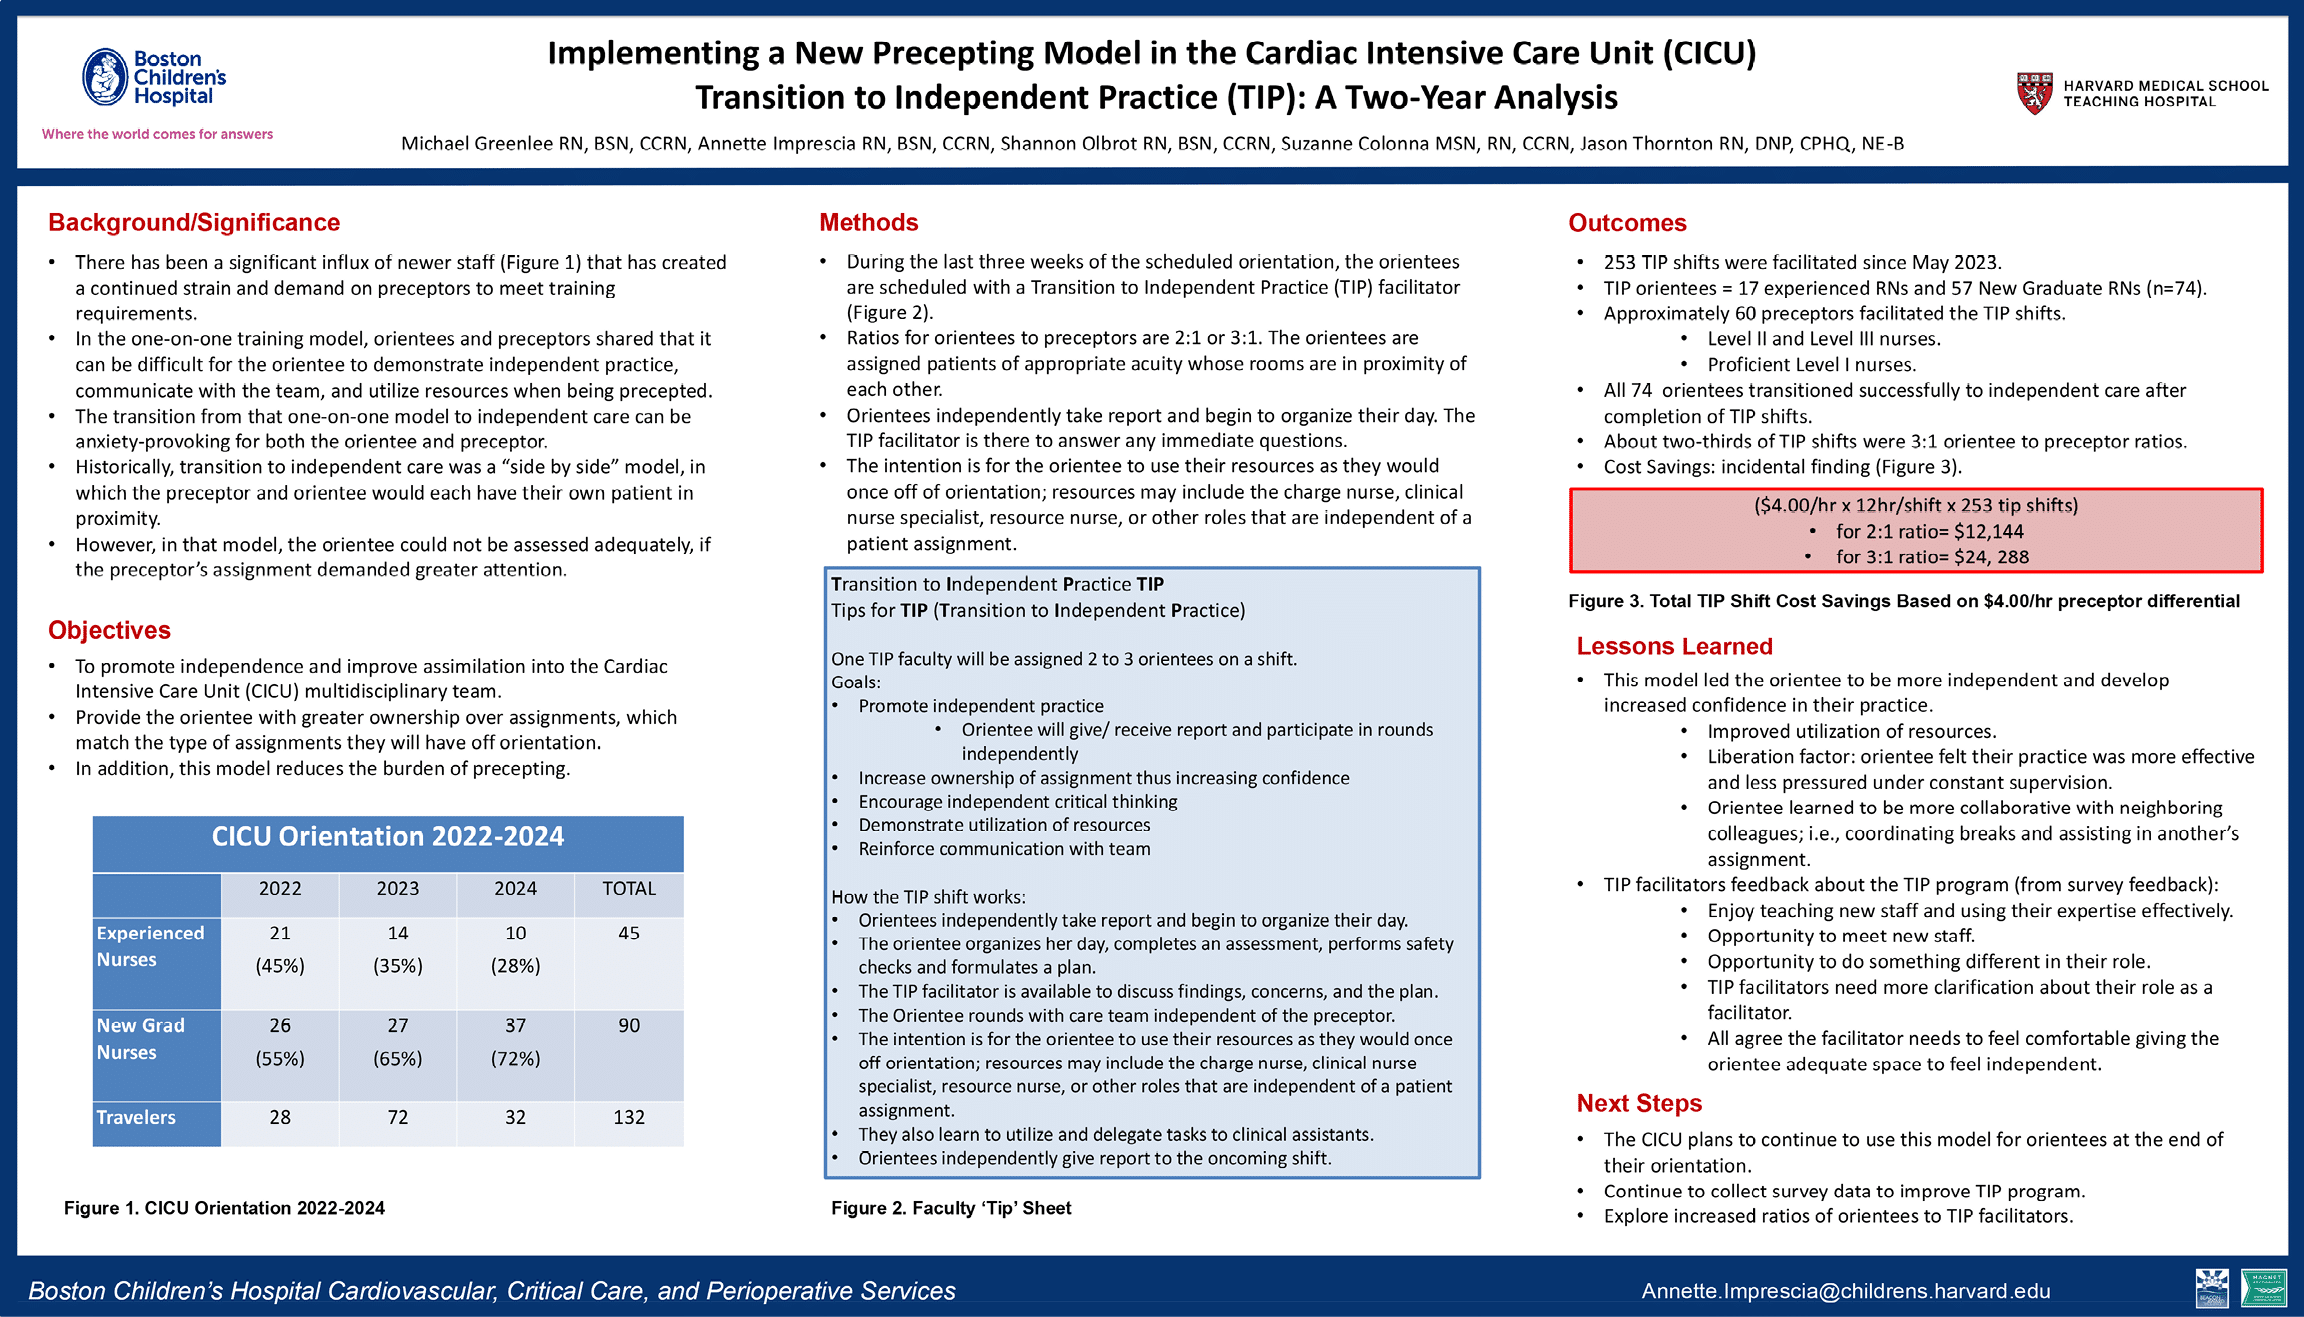 Boston
Children's
Hospital
Where the world comes for answers
Implementing a New Precepting Model in the Cardiac Intensive Care Unit (CICU)
Transition to Independent Practice (TIP): A Two-Year Analysis
Michael Greenlee RN, BSN, CCRN, Annette Imprescia RN, BSN, CCRN, Shannon Olbrot RN, BSN, CCRN, Suzanne Colonna MSN, RN, CCRN, Jason Thornton RN, DNP, CPHQ, NE-B
HARVARD MEDICAL SCHOOL
TEACHING HOSPITAL
Background/Significance
• There has been a significant influx of newer staff (Figure 1) that has created
a continued strain and demand on preceptors to meet training
requirements.
• In the one-on-one training model, orientees and preceptors shared that it
can be difficult for the orientee to demonstrate independent practice,
communicate with the team, and utilize resources when being precepted.
• The transition from that one-on-one model to independent care can be
anxiety-provoking for both the orientee and preceptor.
• Historically, transition to independent care was a “side by side” model, in
which the preceptor and orientee would each have their own patient in
proximity.
• However, in that model, the orientee could not be assessed adequately, if
the preceptor’s assignment demanded greater attention.
Objectives
• To promote independence and improve assimilation into the Cardiac
Intensive Care Unit (CICU) multidisciplinary team.
• Provide the orientee with greater ownership over assignments, which
match the type of assignments they will have off orientation.
• In addition, this model reduces the burden of precepting.
CICU Orientation 2022-2024
2022 2023 2024 TOTAL
Experienced Nurses 21 (45%) 14 (35%) 10 (28%) 45
New Grad Nurses 26 (55%) 27 (65%) 37 (72%) 90
Travelers 28 72 32 132
Figure 1. CICU Orientation 2022-2024
Methods
• During the last three weeks of the scheduled orientation, the orientees
are scheduled with a Transition to Independent Practice (TIP) facilitator
(Figure 2).
• Ratios for orientees to preceptors are 2:1 or 3:1. The orientees are
assigned patients of appropriate acuity whose rooms are in proximity of
each other.
• Orientees independently take report and begin to organize their day. The
TIP facilitator is there to answer any immediate questions.
• The intention is for the orientee to use their resources as they would
once off of orientation; resources may include the charge nurse, clinical
nurse specialist, resource nurse, or other roles that are independent of a
patient assignment.
Transition to Independent Practice TIP
Tips for TIP (Transition to Independent Practice)
One TIP faculty will be assigned 2 to 3 orientees on a shift.
Goals:
• Promote independent practice
• Orientee will give/ receive report and participate in rounds
independently
• Increase ownership of assignment thus increasing confidence
• Encourage independent critical thinking
• Demonstrate utilization of resources
• Reinforce communication with team
How the TIP shift works:
• Orientees independently take report and begin to organize their day.
• The orientee organizes her day, completes an assessment, performs safety
checks and formulates a plan.
• The TIP facilitator is available to discuss findings, concerns, and the plan.
• The Orientee rounds with care team independent of the preceptor.
• The intention is for the orientee to use their resources as they would once
off orientation; resources may include the charge nurse, clinical nurse
specialist, resource nurse, or other roles that are independent of a patient
assignment.
• They also learn to utilize and delegate tasks to clinical assistants.
• Orientees independently give report to the oncoming shift.
Figure 2. Faculty ‘Tip’ Sheet
Outcomes
• 253 TIP shifts were facilitated since May 2023.
• TIP orientees = 17 experienced RNs and 57 New Graduate RNs (n=74).
• Approximately 60 preceptors facilitated the TIP shifts.
• Level II and Level III nurses.
• Proficient Level I nurses.
• All 74 orientees transitioned successfully to independent care after
completion of TIP shifts.
• About two-thirds of TIP shifts were 3:1 orientee to preceptor ratios.
• Cost Savings: incidental finding (Figure 3).
($4.00/hr x 12hr/shift x 253 tip shifts)
• for 2:1 ratio= $12,144
• for 3:1 ratio= $24, 288
Figure 3. Total TIP Shift Cost Savings Based on $4.00/hr preceptor differential
Lessons Learned
• This model led the orientee to be more independent and develop
increased confidence in their practice.
• Improved utilization of resources.
• Liberation factor: orientee felt their practice was more effective
and less pressured under constant supervision.
• Orientee learned to be more collaborative with neighboring
colleagues; i.e., coordinating breaks and assisting in another’s
assignment.
• TIP facilitators feedback about the TIP program (from survey feedback):
• Enjoy teaching new staff and using their expertise effectively.
• Opportunity to meet new staff.
• Opportunity to do something different in their role.
• TIP facilitators need more clarification about their role as a
facilitator.
• All agree the facilitator needs to feel comfortable giving the
orientee adequate space to feel independent.
Next Steps
• The CICU plans to continue to use this model for orientees at the end of
their orientation.
• Continue to collect survey data to improve TIP program.
• Explore increased ratios of orientees to TIP facilitators.
Boston Children’s Hospital Cardiovascular, Critical Care, and Perioperative Services
Annette.Imprescia@childrens.harvard.edu
BEACON
MAGNET